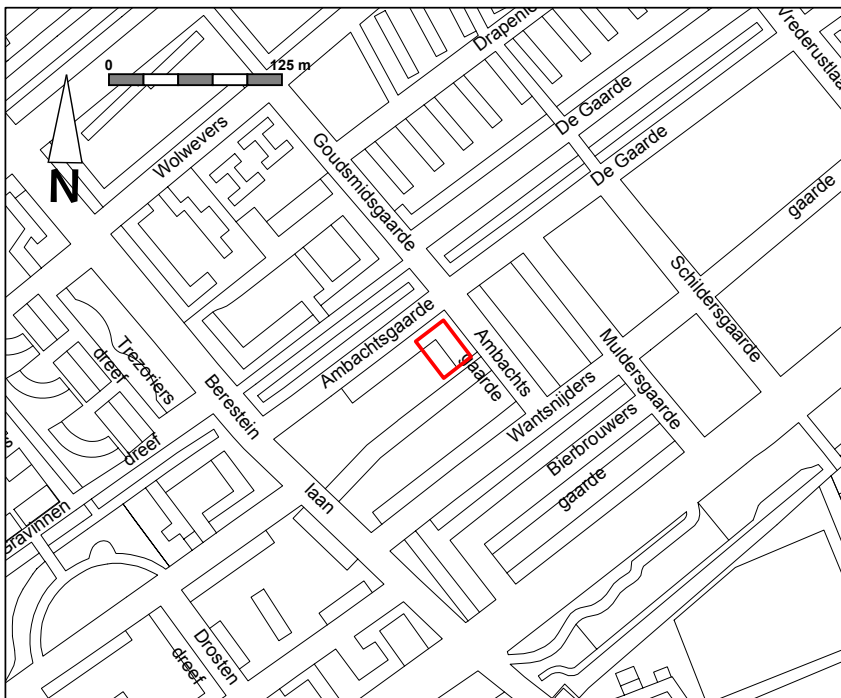 Drapenie
Vrederustlaa
0 125 m
De Gaarde
Wolwevers
De Gaarde
N
Goudsmidsgaarde
gaarde
Schildersgaarde
Ambachtsgaarde
Ambachts
gaarde
Muldersgaarde
Trezoriers
dreef
Berestein
laan
Wantsnijders
Bierbrouwers
gaarde
dreef
Gravinnen
Drosten
dreef